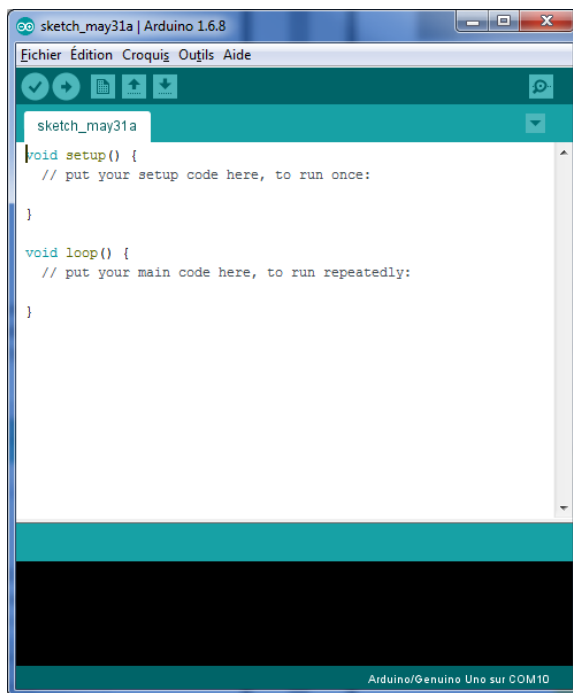 sketch_may31a | Arduino 1.6.8
Fichier Édition Croquis Outils Aide
sketch_may31a
void setup() {
  // put your setup code here, to run once:
}
void loop() {
  // put your main code here, to run repeatedly:
}
Arduino/Genuino Uno sur COM10